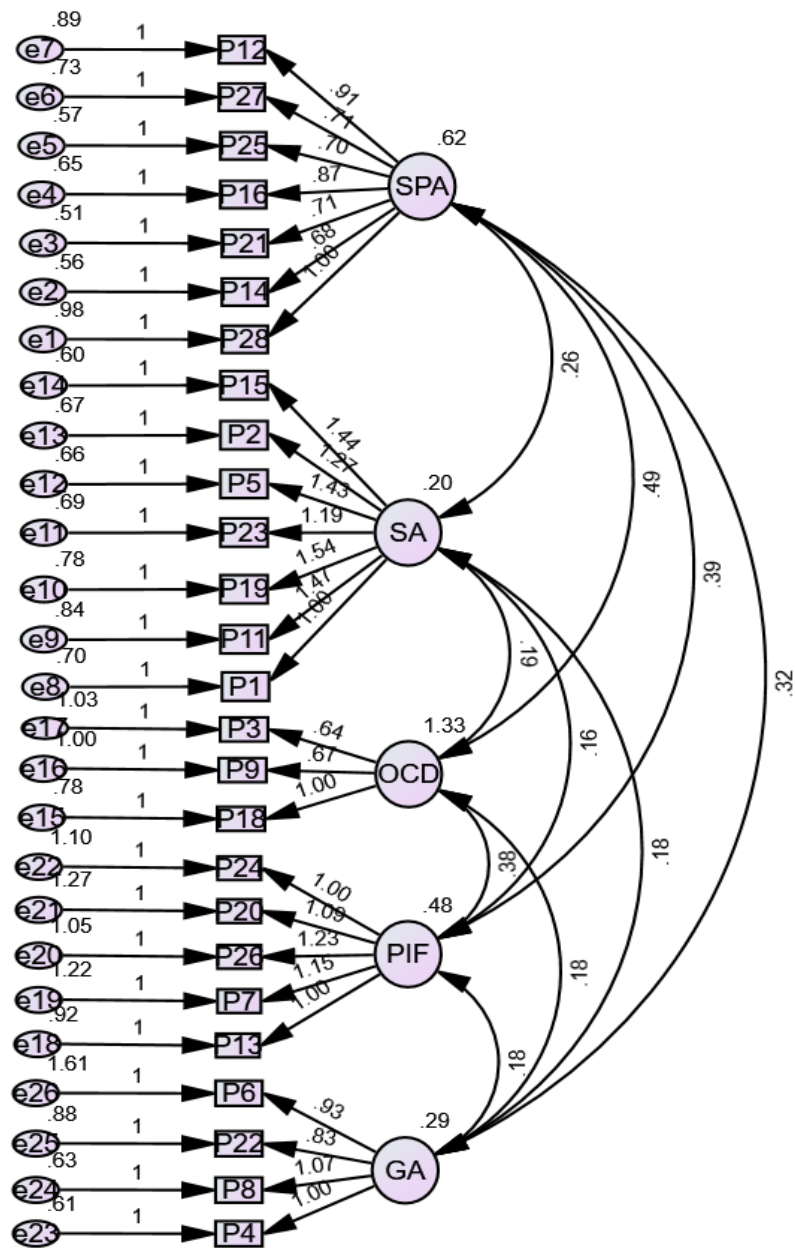 .89
e7 1 P12
.73
e6 1 P27
.57
e5 1 P25
.65
e4 1 P16
.51
e3 1 P21
.56
e2 1 P14
.98
e1 1 P28
.91
.71
.70
.87
.71
.68
1.00
.62
SPA
.60
e14 1 P15
.67
e13 1 P2
.66
e12 1 P5
.69
e11 1 P23
.78
e10 1 P19
.84
e9 1 P11
.70
e8 1 P1
1.44
1.27
1.43
1.19
1.54
1.47
1.00
.20
SA
1.03
e17 1 P3
1.00
e16 1 P9
.78
e15 1 P18
.64
.67
1.00
1.33
OCD
1.10
e22 1 P24
1.27
e21 1 P20
1.05
e20 1 P26
1.22
e19 1 P7
.92
e18 1 P13
1.00
1.09
1.23
1.15
1.00
.48
PIF
1.61
e26 1 P6
.88
e25 1 P22
.63
e24 1 P8
.61
e23 1 P4
.93
.83
1.07
1.00
.29
GA
.26
.49
.39
.32
.19
.16
.18
.38
.18
.18